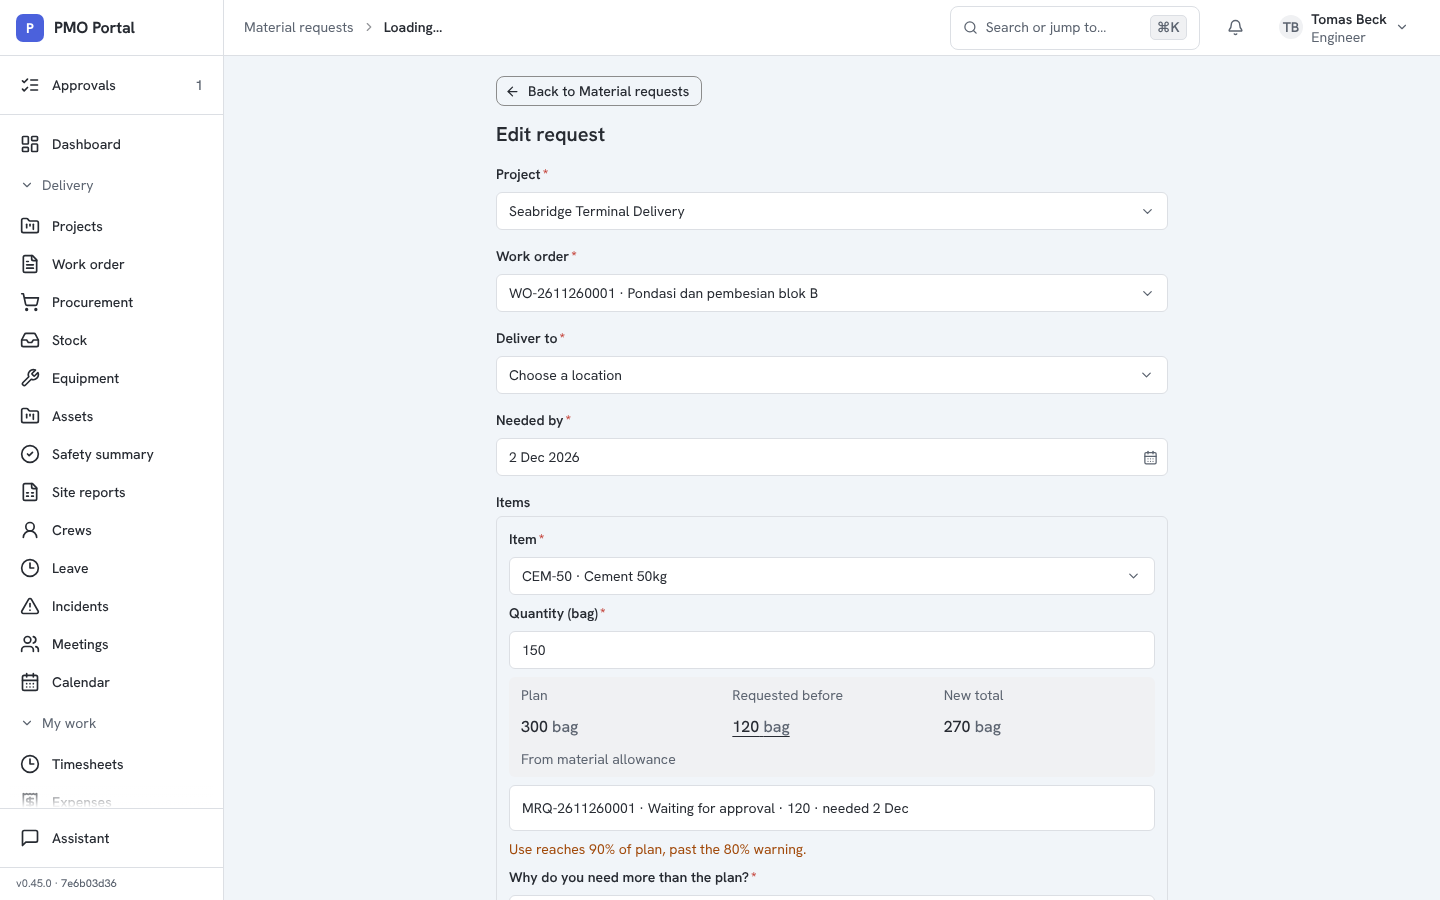 P
PMO Portal
Material requests
Loading...
Search or jump to...
⌘K
TB
Tomas Beck
Engineer
Approvals
1
Dashboard
Delivery
Projects
Work order
Procurement
Stock
Equipment
Assets
Safety summary
Site reports
Crews
Leave
Incidents
Meetings
Calendar
My work
Timesheets
Expenses
Assistant
v0.45.0 · 7e6b03d36
Back to Material requests
Edit request
Project *
Seabridge Terminal Delivery
Work order *
WO-2611260001 · Pondasi dan pembesian blok B
Deliver to *
Choose a location
Needed by *
2 Dec 2026
Items
Item *
CEM-50 · Cement 50kg
Quantity (bag) *
150
Plan
Requested before
New total
300 bag
120 bag
270 bag
From material allowance
MRQ-2611260001 · Waiting for approval · 120 · needed 2 Dec
Use reaches 90% of plan, past the 80% warning.
Why do you need more than the plan? *